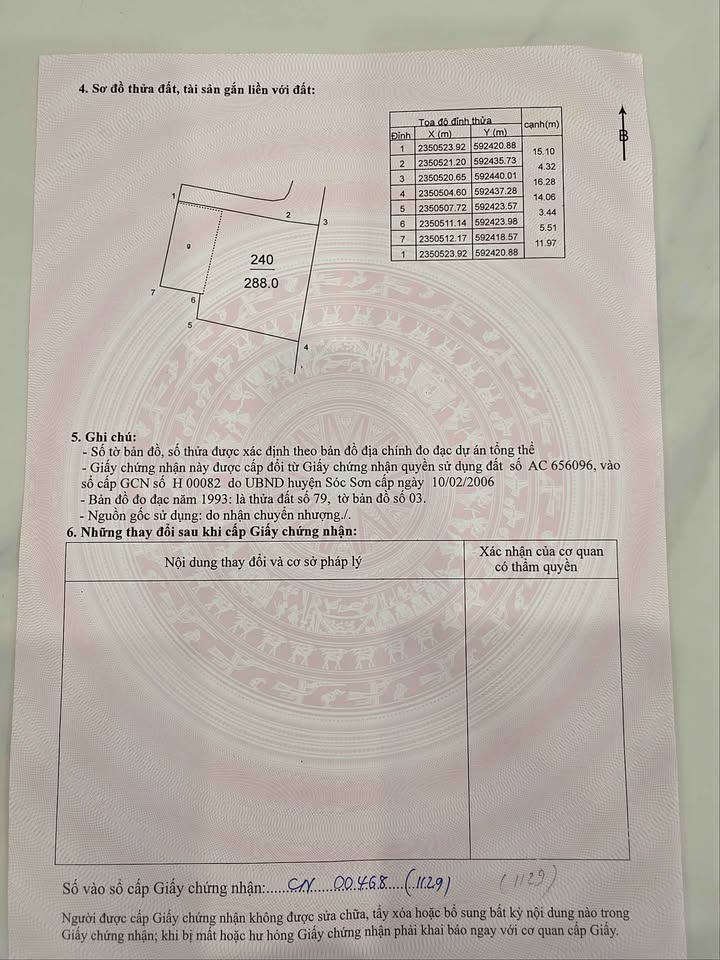 4. Sơ đồ thửa đất, tài sản gắn liền với đất:
Tọa độ đỉnh thửa cạnh(m)
Đỉnh X (m) Y (m)
1 2350523.92 592420.88
15.10
2 2350521.20 592435.73
4.32
3 2350520.65 592440.01
16.28
4 2350504.60 592437.28
14.06
5 2350507.72 592423.57
3.44
6 2350511.14 592423.98
5.51
7 2350512.17 592418.57
11.97
1 2350523.92 592420.88
B
1
2
3
g
240
288.0
7
6
5
4
5. Ghi chú:
- Số tờ bản đồ, số thửa được xác định theo bản đồ địa chính đo đạc dự án tổng thể
- Giấy chứng nhận này được cấp đổi từ Giấy chứng nhận quyền sử dụng đất số AC 656096, vào
sổ cấp GCN số H 00082 do UBND huyện Sóc Sơn cấp ngày 10/02/2006
- Bản đồ đo đạc năm 1993: là thửa đất số 79, tờ bản đồ số 03.
- Nguồn gốc sử dụng: do nhận chuyển nhượng./.
6. Những thay đổi sau khi cấp Giấy chứng nhận:
Nội dung thay đổi và cơ sở pháp lý
Xác nhận của cơ quan
có thẩm quyền
Số vào sổ cấp Giấy chứng nhận:......CN.....00.468....(1129) (1129)
Người được cấp Giấy chứng nhận không được sửa chữa, tẩy xóa hoặc bổ sung bất kỳ nội dung nào trong
Giấy chứng nhận; khi bị mất hoặc hư hỏng Giấy chứng nhận phải khai báo ngay với cơ quan cấp Giấy.